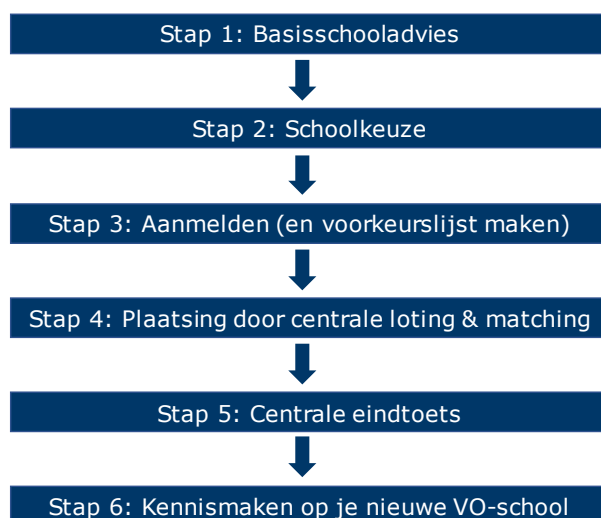 Stap 1: Basisschooladvies
Stap 2: Schoolkeuze
Stap 3: Aanmelden (en voorkeurslijst maken)
Stap 4: Plaatsing door centrale loting & matching
Stap 5: Centrale eindtoets
Stap 6: Kennismaken op je nieuwe VO-school